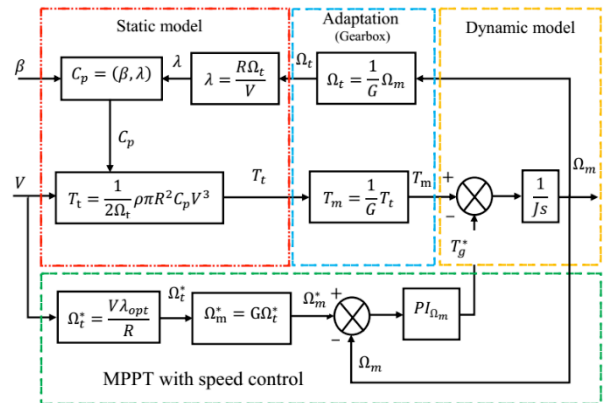 Static model
Adaptation
(Gearbox)
Dynamic model
β
C_p = (β, λ)
λ
λ = RΩ_t / V
Ω_t
Ω_t = 1/G Ω_m
C_p
V
T_t = 1/(2Ω_t) ρπR²C_pV³
T_t
T_m = 1/G T_t
T_m
+
−
1/Js
Ω_m
T_g*
Ω_t* = Vλ_opt / R
Ω_t*
Ω_m* = GΩ_t*
Ω_m*
+
−
PI_Ω_m
Ω_m
MPPT with speed control